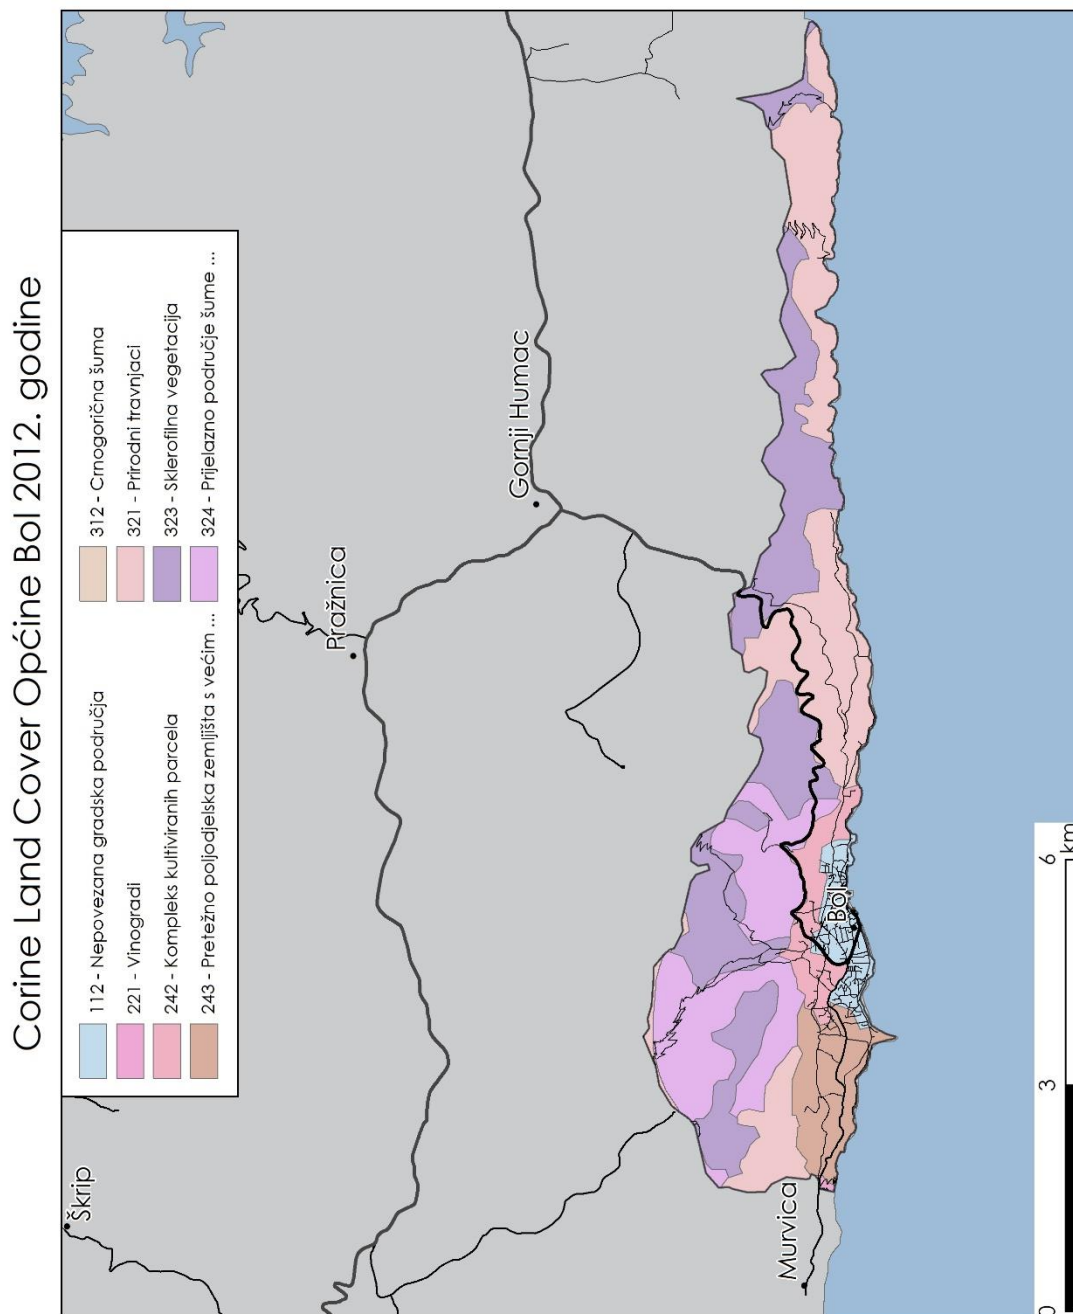 Corine Land Cover Općine Bol 2012. godine
112 - Nepovezana gradska područja
221 - Vinogradi
242 - Kompleks kultiviranih parcela
243 - Pretežno poljodjelska zemljišta s većim ...
312 - Crnogorična šuma
321 - Prirodni travnjaci
323 - Sklerofilna vegetacija
324 - Prijelazno područje šume ...
Škrip
Pražnica
Gornji Humac
Murvica
Bol
0 3 6
km